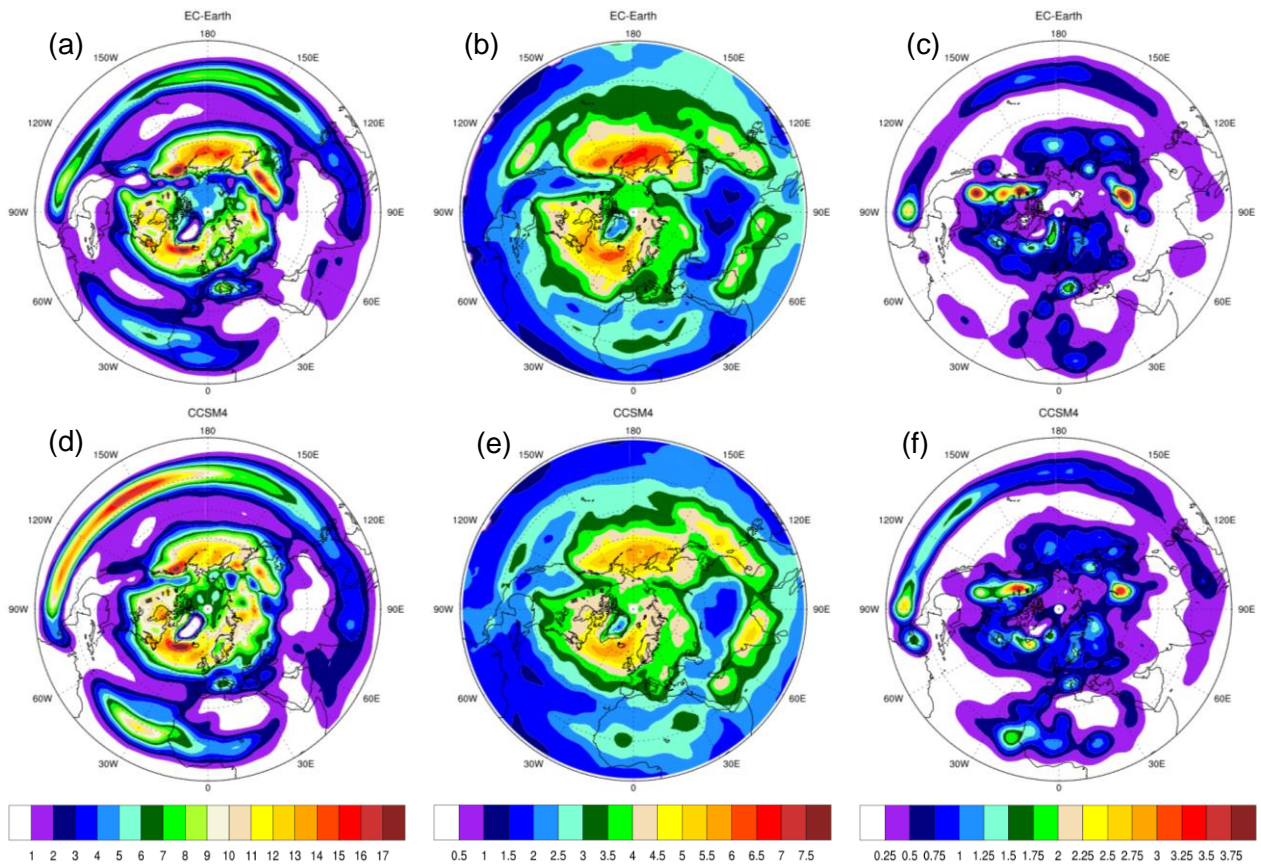 EC-Earth EC-Earth EC-Earth
(a) (b) (c)
180 180 180
150W 150E 150W 150E 150W 150E
120W 120E 120W 120E 120W 120E
90W 90E 90W 90E 90W 90E
60W 60E 60W 60E 60W 60E
30W 30E 30W 30E 30W 30E
0 0 0
CCSM4 CCSM4 CCSM4
(d) (e) (f)
180 180 180
150W 150E 150W 150E 150W 150E
120W 120E 120W 120E 120W 120E
90W 90E 90W 90E 90W 90E
60W 60E 60W 60E 60W 60E
30W 30E 30W 30E 30W 30E
0 0 0
1 2 3 4 5 6 7 8 9 10 11 12 13 14 15 16 17
0.5 1 1.5 2 2.5 3 3.5 4 4.5 5 5.5 6 6.5 7 7.5
0.25 0.5 0.75 1 1.25 1.5 1.75 2 2.25 2.5 2.75 3 3.25 3.5 3.75